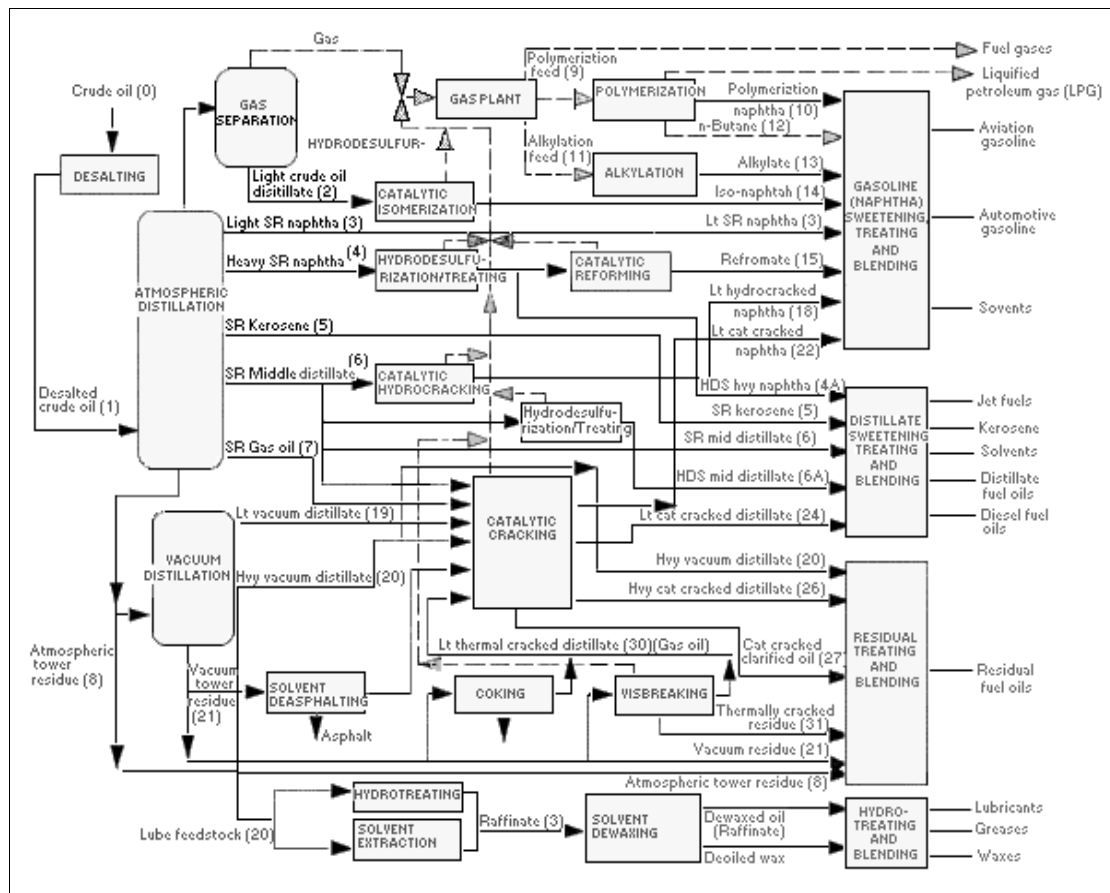 Gas
Fuel gases
Crude oil (0)
GAS
SEPARATION
GAS PLANT
Polymeriztion
feed (9)
POLYMERIZATION
Liquified
petroleum gas (LPG)
Polymeriztion
naphtha (10)
n-Butane (12)
Aviation
gasoline
HYDRODESULFUR-
Alkylation
feed (11)
ALKYLATION
Alkylate (13)
DESALTING
Light crude oil
disitillate (2)
CATALYTIC
ISOMERIZATION
Iso-naphtah (14)
GASOLINE
(NAPHTHA)
SWEETENING,
TREATING
AND
BLENDING
Automotive
gasoline
Light SR naphtha (3)
Lt SR naphtha (3)
Heavy SR naphtha (4)
HYDRODESULFU-
RIZATION/TREATING
CATALYTIC
REFORMING
Refromate (15)
ATMOSPHERIC
DISTILLATION
Lt hydrocracked
naphtha (18)
Sovents
SR Kerosene (5)
Lt cat cracked
naphtha (22)
SR Middle distillate (6)
CATALYTIC
HYDROCRACKING
HDS hvy naphtha (4A)
Desalted
crude oil (1)
Hydrodesulfu-
rization/Treating
SR kerosene (5)
SR mid distillate (6)
DISTILLATE
SWEETENING
TREATING
AND
BLENDING
Jet fuels
Kerosene
Solvents
Distillate
fuel oils
Diesel fuel
oils
SR Gas oil (7)
HDS mid distillate (6A)
Lt vacuum distillate (19)
CATALYTIC
CRACKING
Lt cat cracked distillate (24)
VACUUM
DISTILLATION
Hvy vacuum distillate (20)
Hvy vacuum distillate (20)
Hvy cat cracked distillate (26)
RESIDUAL
TREATING
AND
BLENDING
Residual
fuel oils
Atmospheric
tower
residue (8)
Lt thermal cracked distillate (30)(Gas oil)
Cat cracked
clarified oil (27)
Vacuum
tower
residue
(21)
SOLVENT
DEASPHALTING
COKING
VISBREAKING
Thermally cracked
residue (31)
Asphalt
Vacuum residue (21)
Atmospheric tower residue (8)
HYDROTREATING
Lube feedstock (20)
SOLVENT
EXTRACTION
Raffinate (3)
SOLVENT
DEWAXING
Dewaxed oil
(Raffinate)
Deoiled wax
HYDRO-
TREATING
AND
BLENDING
Lubricants
Greases
Waxes